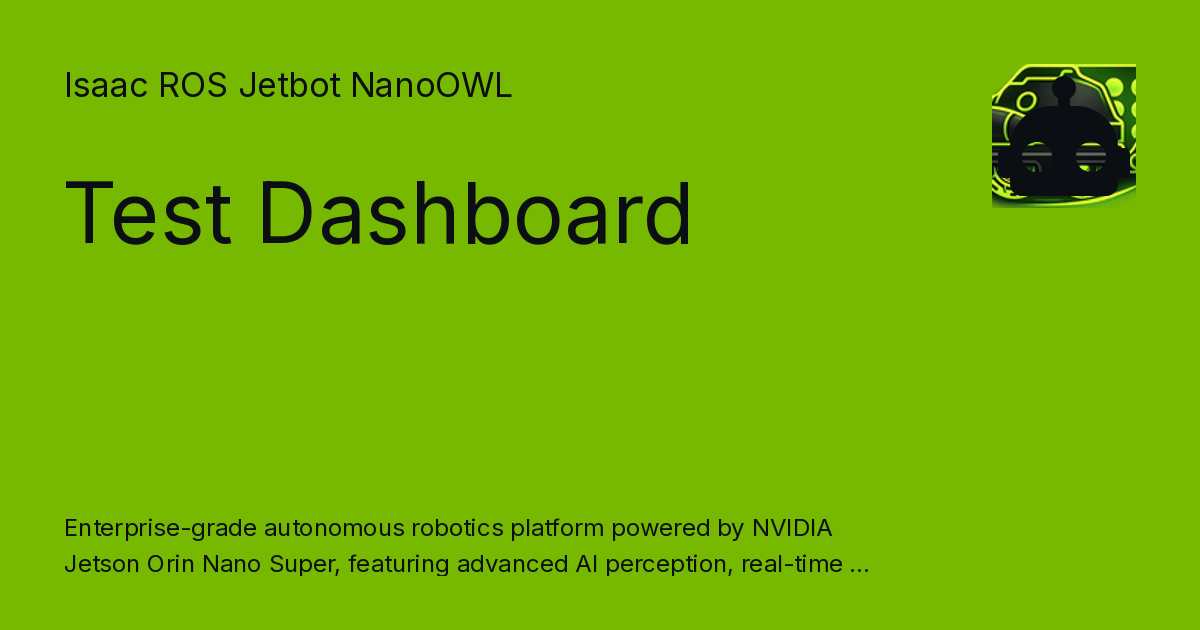 Isaac ROS Jetbot NanoOWL
Test Dashboard
Enterprise-grade autonomous robotics platform powered by NVIDIA
Jetson Orin Nano Super, featuring advanced AI perception, real-time ...